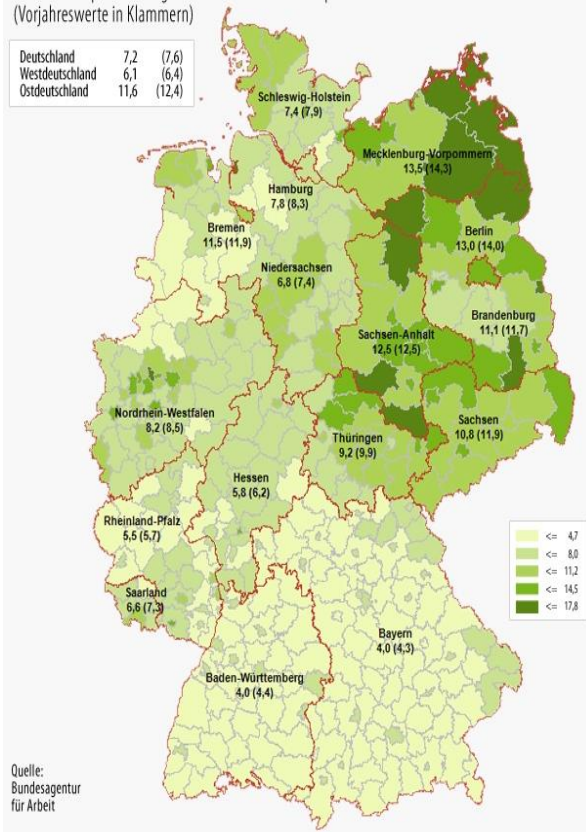 (Vorjahreswerte in Klammern)
Deutschland 7,2 (7,6)
Westdeutschland 6,1 (6,4)
Ostdeutschland 11,6 (12,4)
Schleswig-Holstein
7,4 (7,9)
Mecklenburg-Vorpommern
13,5 (14,3)
Hamburg
7,8 (8,3)
Bremen
11,5 (11,9)
Berlin
13,0 (14,0)
Niedersachsen
6,8 (7,4)
Brandenburg
11,1 (11,7)
Sachsen-Anhalt
12,5 (12,5)
Nordrhein-Westfalen
8,2 (8,5)
Sachsen
10,8 (11,9)
Thüringen
9,2 (9,9)
Hessen
5,8 (6,2)
Rheinland-Pfalz
5,5 (5,7)
Saarland
6,6 (7,3)
Bayern
4,0 (4,3)
Baden-Württemberg
4,0 (4,4)
<= 4,7
<= 8,0
<= 11,2
<= 14,5
<= 17,8
Quelle:
Bundesagentur
für Arbeit